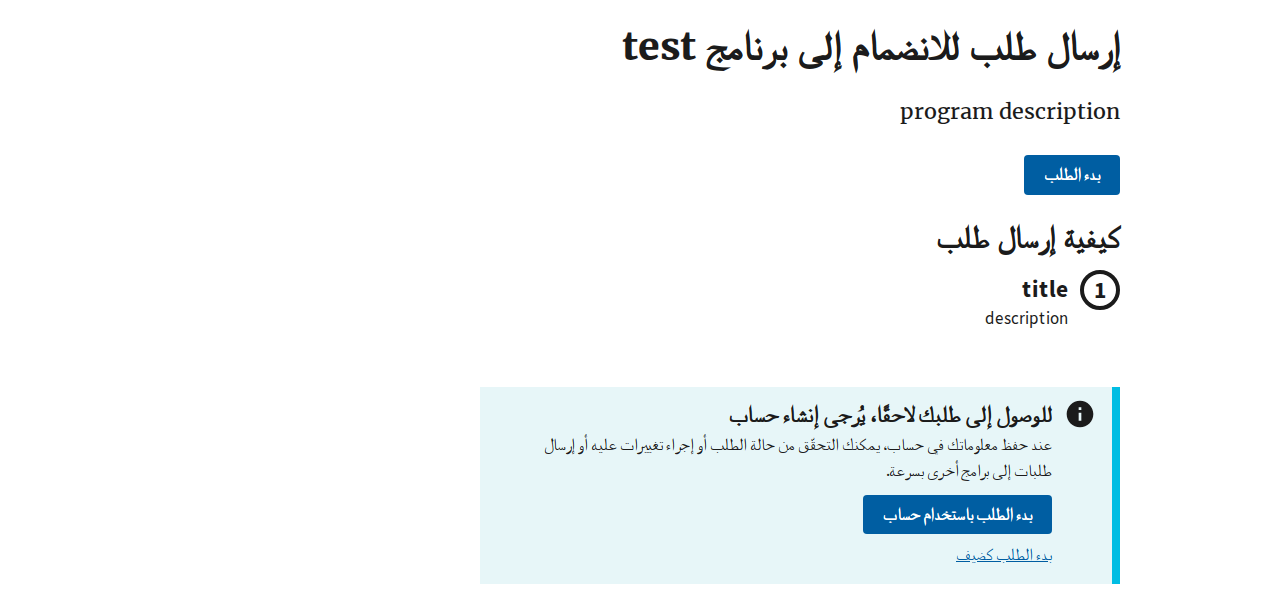 إرسال طلب للانضمام إلى برنامج test
program description
بدء الطلب
كيفية إرسال طلب
1 title
description
للوصول إلى طلبك لاحقًا، يُرجى إنشاء حساب
عند حفظ معلوماتك في حساب، يمكنك التحقّق من حالة الطلب أو إجراء تغييرات عليه أو إرسال
طلبات إلى برامج أخرى بسرعة.
بدء الطلب باستخدام حساب
بدء الطلب كضيف